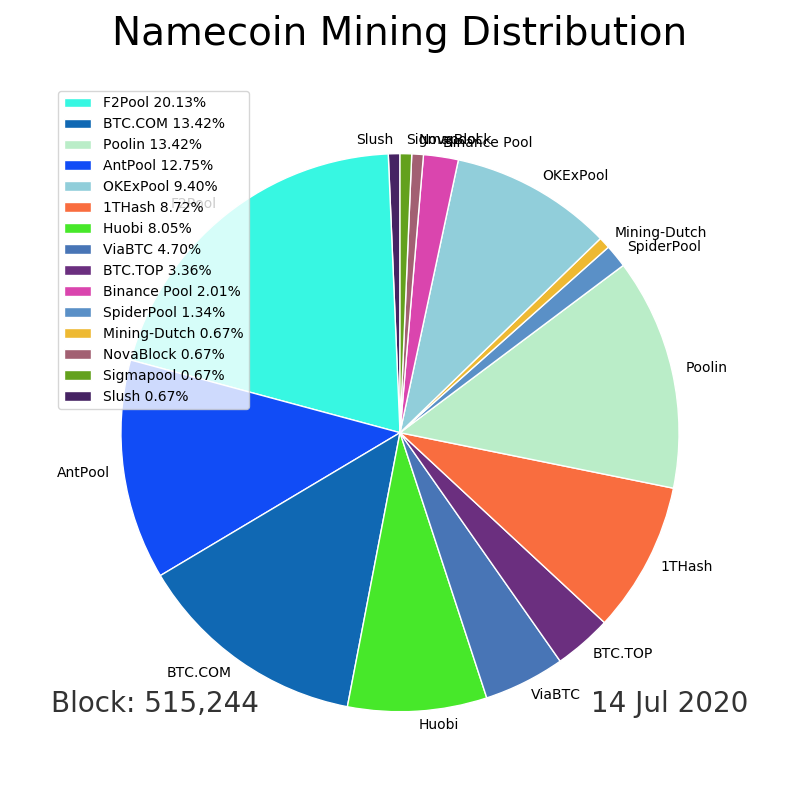 Namecoin Mining Distribution
F2Pool 20.13%
BTC.COM 13.42%
Poolin 13.42%
AntPool 12.75%
OKExPool 9.40%
1THash 8.72%
Huobi 8.05%
ViaBTC 4.70%
BTC.TOP 3.36%
Binance Pool 2.01%
SpiderPool 1.34%
Mining-Dutch 0.67%
NovaBlock 0.67%
Sigmapool 0.67%
Slush 0.67%
Slush
Sigmapool
NovaBlock
Binance Pool
OKExPool
Mining-Dutch
SpiderPool
Poolin
1THash
BTC.TOP
ViaBTC
Huobi
BTC.COM
AntPool
F2Pool
Block: 515,244
14 Jul 2020